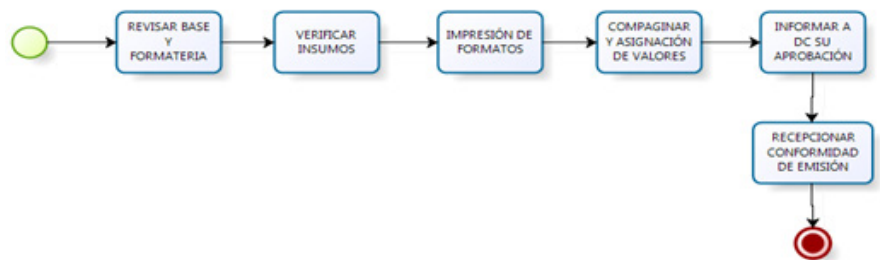 REVISAR BASE
Y
FORMATERIA
VERIFICAR
INSUMOS
IMPRESIÓN DE
FORMATOS
COMPAGINAR
Y ASIGNACIÓN
DE VALORES
INFORMAR A
DC SU
APROBACIÓN
RECEPCIONAR
CONFORMIDAD
DE EMISIÓN